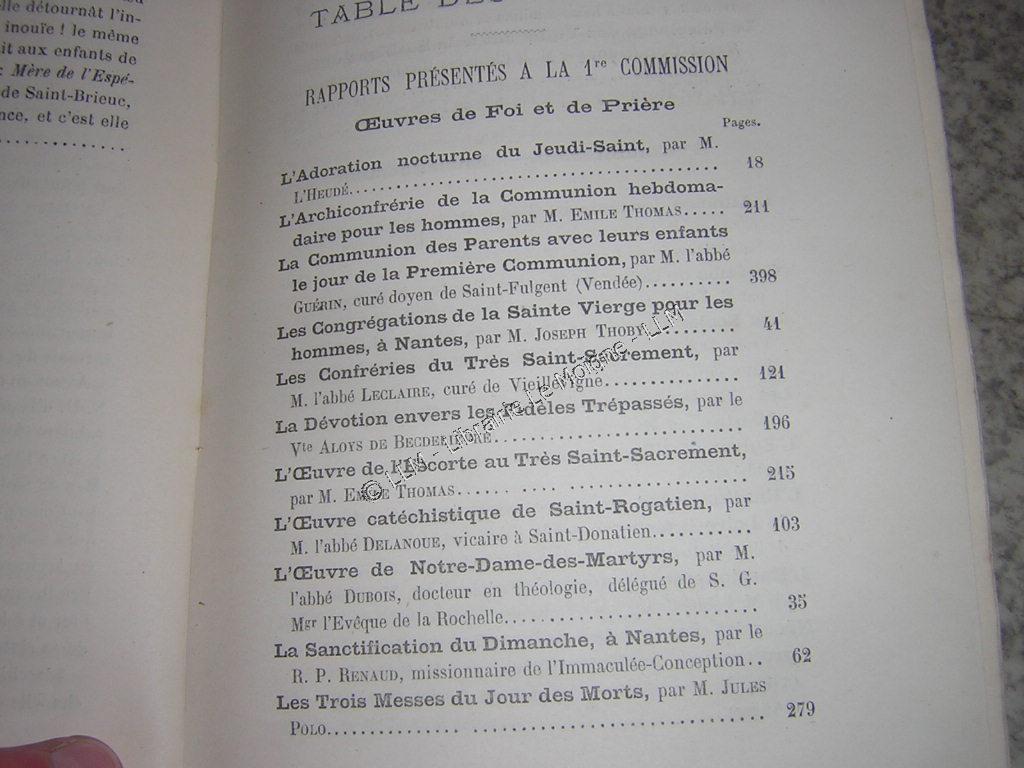 elle détournât l'in-
inouïe ! le même
it aux enfants de
Mère de l'Espé-
de Saint-Brieuc,
nce, et c'est elle
TABLE DES
RAPPORTS PRÉSENTÉS A LA 1re COMMISSION
Œuvres de Foi et de Prière
Pages.
L'Adoration nocturne du Jeudi-Saint, par M.
L'HEUDÉ. 18
L'Archiconfrérie de la Communion hebdoma-
daire pour les hommes, par M. EMILE THOMAS. 211
La Communion des Parents avec leurs enfants
le jour de la Première Communion, par M. l'abbé
GUÉRIN, curé doyen de Saint-Fulgent (Vendée). 398
Les Congrégations de la Sainte Vierge pour les
hommes, à Nantes, par M. JOSEPH THOBY. 41
Les Confréries du Très Saint-Sacrement, par
M. l'abbé LECLAIRE, curé de Vieillevigne. 121
La Dévotion envers les Fidèles Trépassés, par le
Vte ALOYS DE BECDELIÈVRE. 196
L'Œuvre de l'Escorte au Très Saint-Sacrement,
par M. EMILE THOMAS. 215
L'Œuvre catéchistique de Saint-Rogatien, par
M. l'abbé DELANOUE, vicaire à Saint-Donatien. 103
L'Œuvre de Notre-Dame-des-Martyrs, par M.
l'abbé DUBOIS, docteur en théologie, délégué de S. G.
Mgr l'Evêque de la Rochelle. 35
La Sanctification du Dimanche, à Nantes, par le
R. P. RENAUD, missionnaire de l'Immaculée-Conception. 62
Les Trois Messes du Jour des Morts, par M. JULES
POLO. 279
© LLM - Librairie Le Moigne - LLM